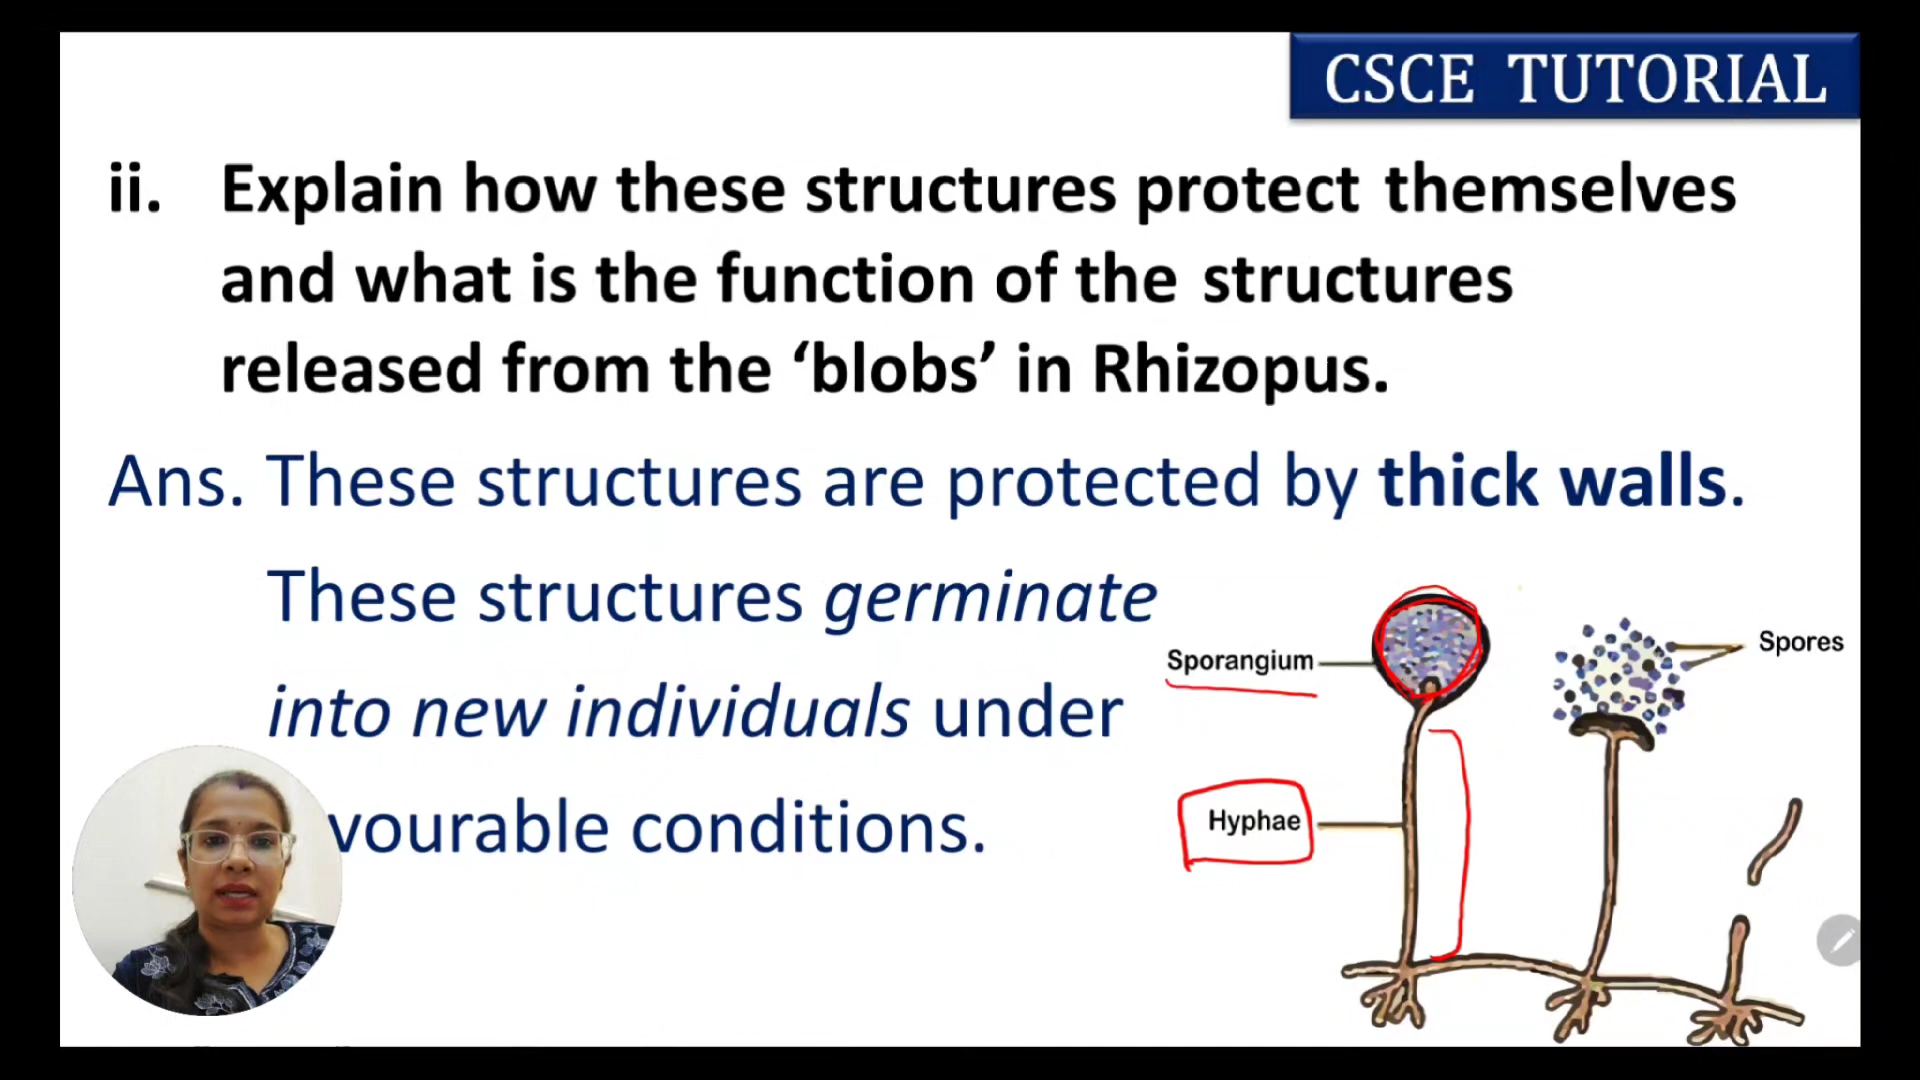 CSCE TUTORIAL
ii. Explain how these structures protect themselves
and what is the function of the structures
released from the ‘blobs’ in Rhizopus.
Ans. These structures are protected by thick walls.
These structures germinate
into new individuals under
vourable conditions.
Sporangium
Spores
Hyphae